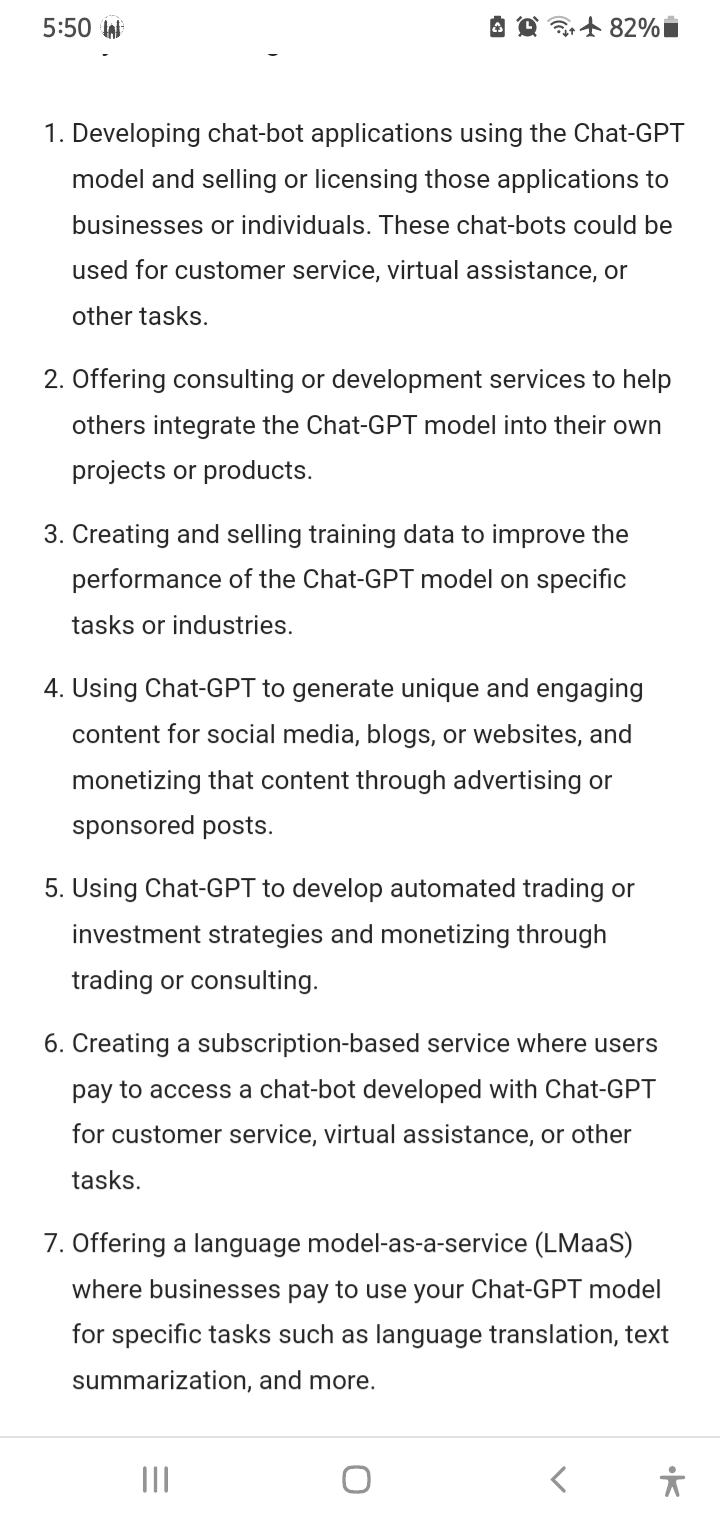 5:50
82%
1. Developing chat-bot applications using the Chat-GPT
model and selling or licensing those applications to
businesses or individuals. These chat-bots could be
used for customer service, virtual assistance, or
other tasks.
2. Offering consulting or development services to help
others integrate the Chat-GPT model into their own
projects or products.
3. Creating and selling training data to improve the
performance of the Chat-GPT model on specific
tasks or industries.
4. Using Chat-GPT to generate unique and engaging
content for social media, blogs, or websites, and
monetizing that content through advertising or
sponsored posts.
5. Using Chat-GPT to develop automated trading or
investment strategies and monetizing through
trading or consulting.
6. Creating a subscription-based service where users
pay to access a chat-bot developed with Chat-GPT
for customer service, virtual assistance, or other
tasks.
7. Offering a language model-as-a-service (LMaaS)
where businesses pay to use your Chat-GPT model
for specific tasks such as language translation, text
summarization, and more.